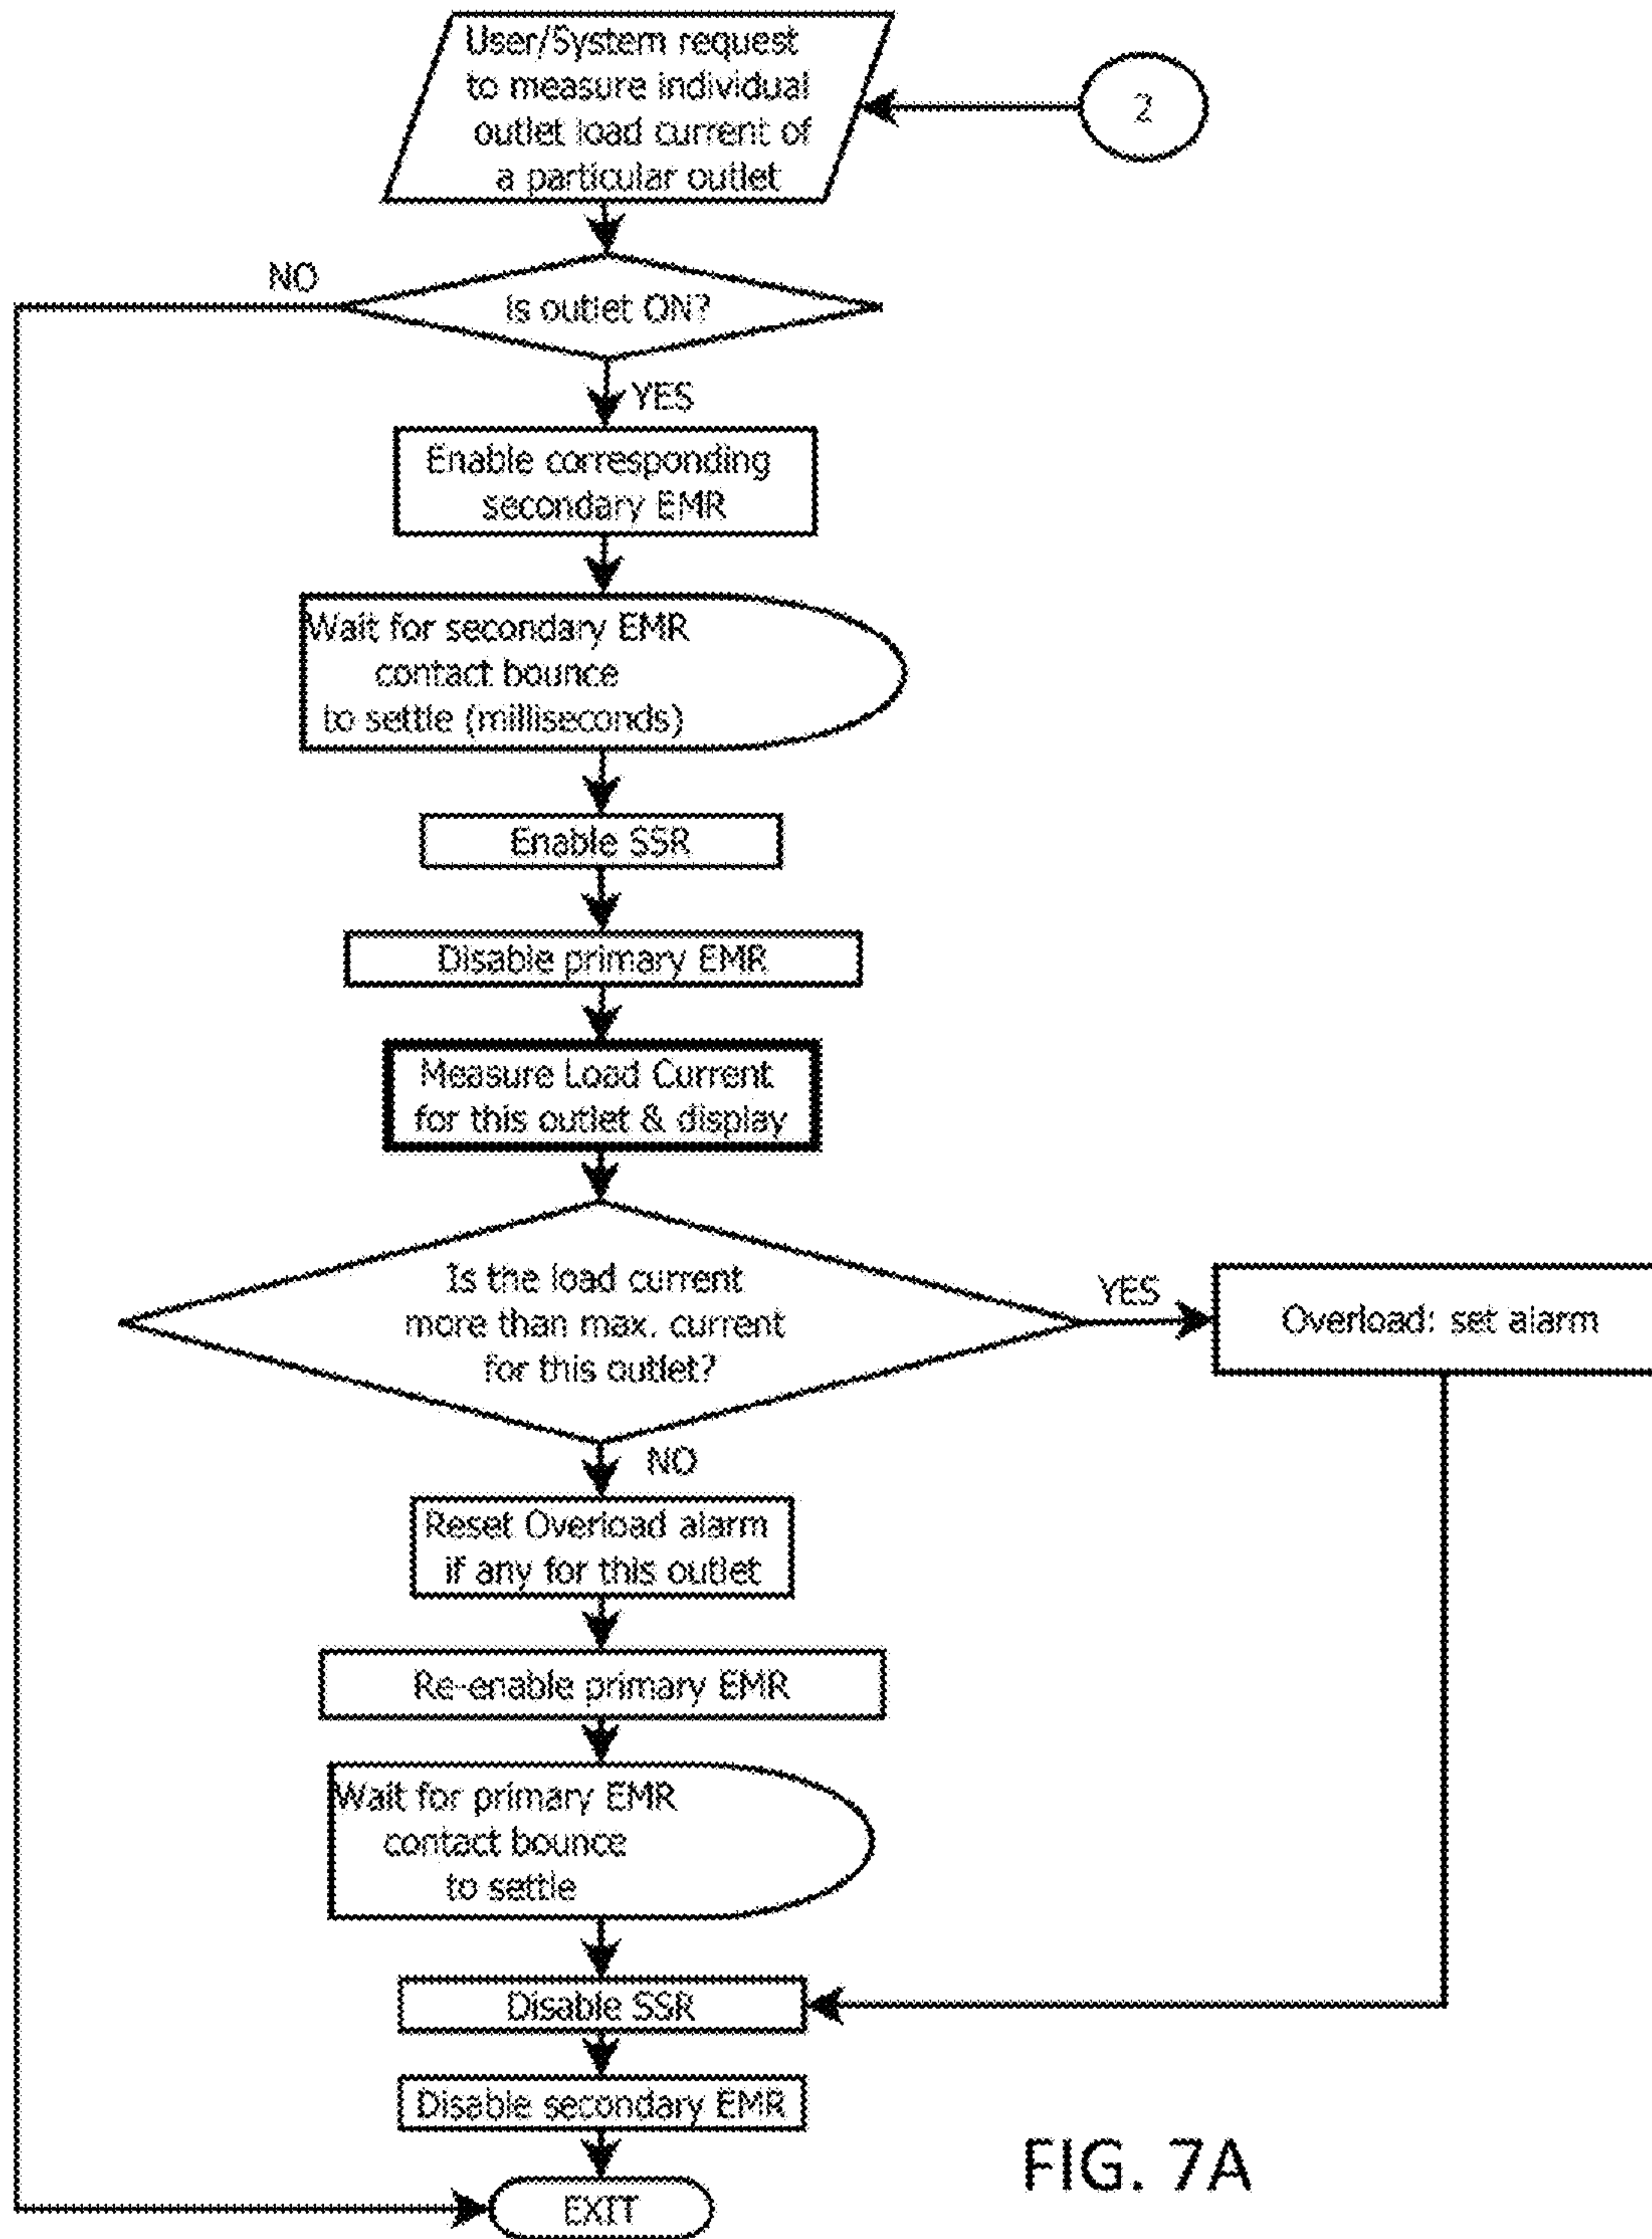 User/System request
to measure individual
outlet load current of
a particular outlet
2
NO
Is outlet ON?
YES
Enable corresponding
secondary EMR
Wait for secondary EMR
contact bounce
to settle (milliseconds)
Enable SSR
Disable primary EMR
Measure Load Current
for this outlet & display
Is the load current
more than max. current
for this outlet?
YES
Overload: set alarm
NO
Reset Overload alarm
if any for this outlet
Re-enable primary EMR
Wait for primary EMR
contact bounce
to settle
Disable SSR
Disable secondary EMR
EXIT
FIG. 7A